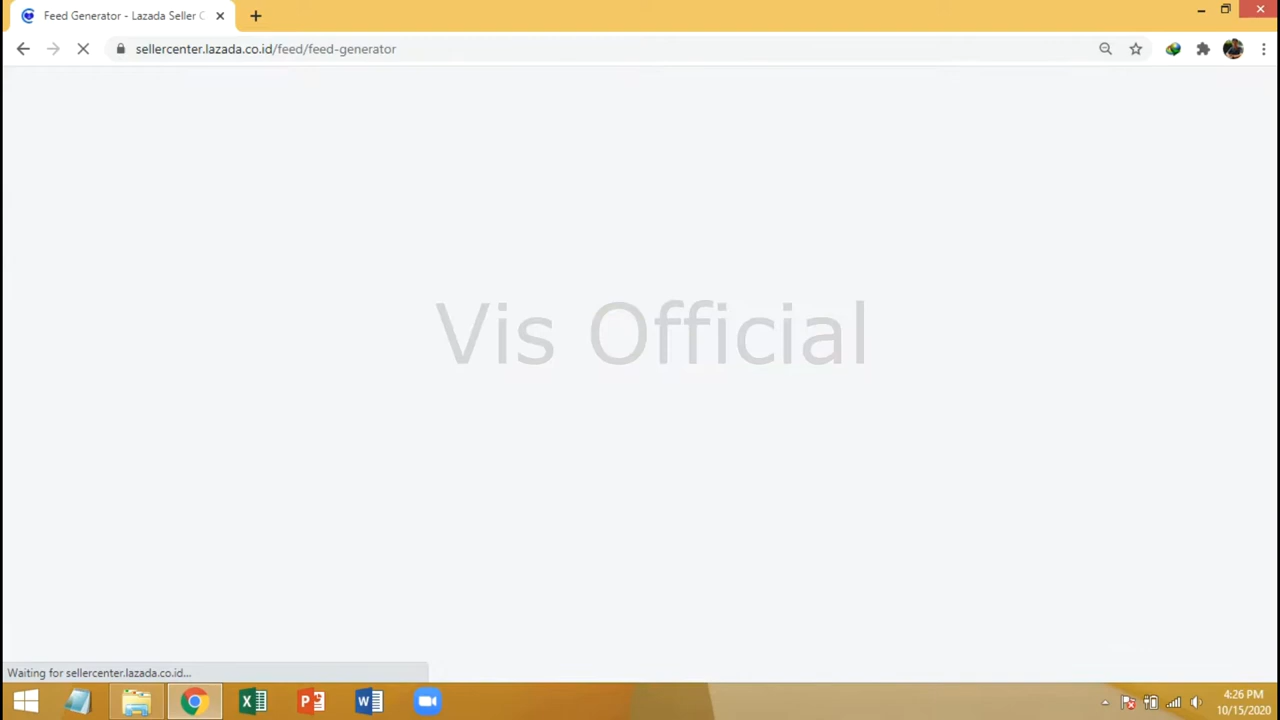 Feed Generator - Lazada Seller C
sellercenter.lazada.co.id/feed/feed-generator
Vis Official
Waiting for sellercenter.lazada.co.id...
4:26 PM
10/15/2020